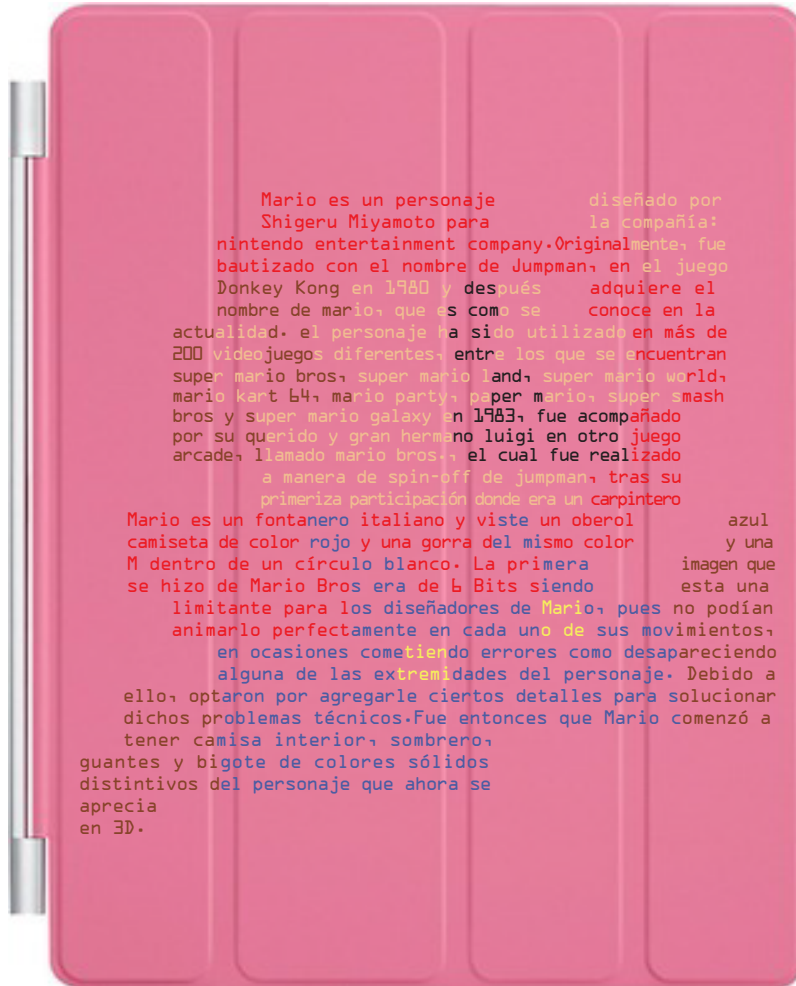 Mario es un personaje diseñado por
Shigeru Miyamoto para la compañía:
nintendo entertainment company.Originalmente, fue
bautizado con el nombre de Jumpman, en el juego
Donkey Kong en 1980 y después adquiere el
nombre de mario, que es como se conoce en la
actualidad. el personaje ha sido utilizado en más de
200 videojuegos diferentes, entre los que se encuentran
super mario bros, super mario land, super mario world,
mario kart 64, mario party, paper mario, super smash
bros y super mario galaxy en 1983, fue acompañado
por su querido y gran hermano luigi en otro juego
arcade, llamado mario bros., el cual fue realizado
a manera de spin-off de jumpman, tras su
primeriza participación donde era un carpintero
Mario es un fontanero italiano y viste un oberol azul
camiseta de color rojo y una gorra del mismo color y una
M dentro de un círculo blanco. La primera imagen que
se hizo de Mario Bros era de 6 Bits siendo esta una
limitante para los diseñadores de Mario, pues no podían
animarlo perfectamente en cada uno de sus movimientos,
en ocasiones cometiendo errores como desapareciendo
alguna de las extremidades del personaje. Debido a
ello, optaron por agregarle ciertos detalles para solucionar
dichos problemas técnicos.Fue entonces que Mario comenzó a
tener camisa interior, sombrero,
guantes y bigote de colores sólidos
distintivos del personaje que ahora se
aprecia
en 3D.